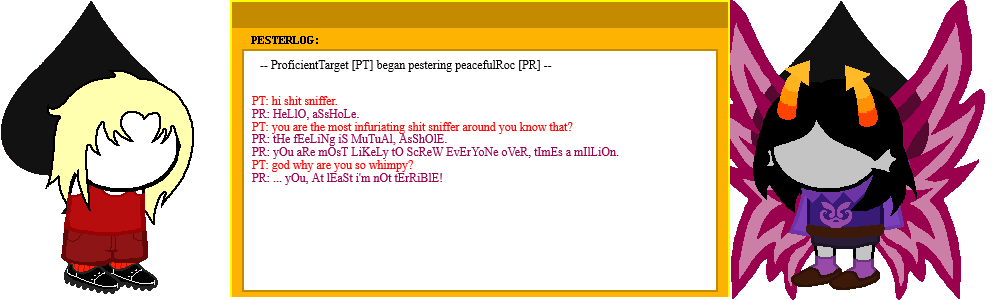 PESTERLOG:
-- ProficientTarget [PT] began pestering peacefulRoc [PR] --
PT: hi shit sniffer.
PR: HeLlO, aSsHoLe.
PT: you are the most infuriating shit sniffer around you know that?
PR: tHe fEeLiNg iS MuTuAl, AsShOlE.
PR: yOu aRe mOsT LiKeLy tO ScReW EvErYoNe oVeR, tImEs a mIlLiOn.
PT: god why are you so whimpy?
PR: ... yOu, At lEaSt i'm nOt tErRiBlE!